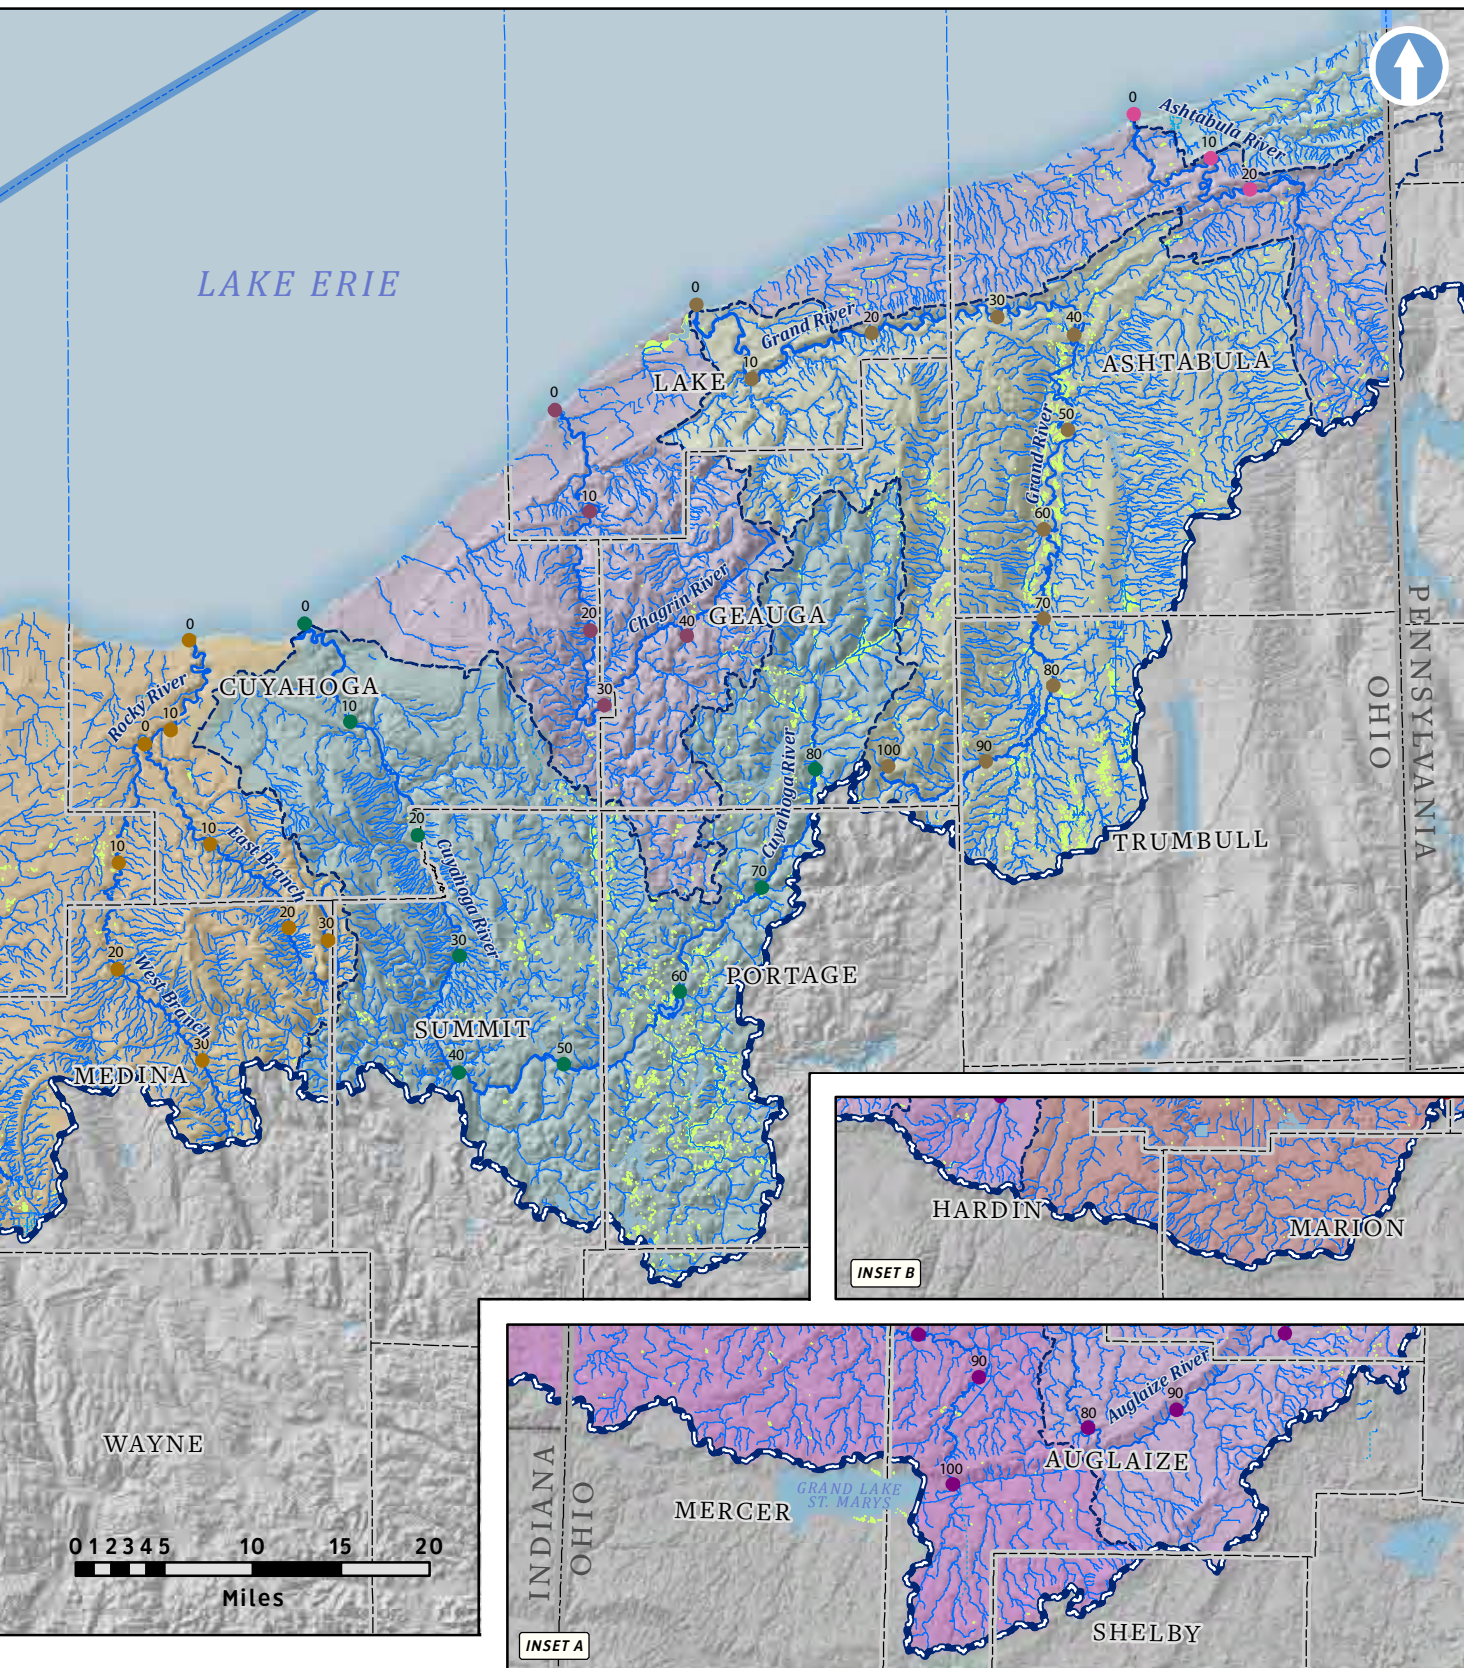 0
Ashtabula River
10
20
LAKE ERIE
0
Grand River
20
30
40
10
LAKE
ASHTABULA
0
50
Grand River
10
60
0
0
20
Chagrin River
40
GEAUGA
70
PENNSYLVANIA
OHIO
Rocky River
CUYAHOGA
10
0
10
30
80
Cuyahoga River
80
100
90
10
East Branch
20
Cuyahoga River
10
70
TRUMBULL
20
30
30
20
West Branch
60
PORTAGE
SUMMIT
30
40
50
MEDINA
HARDIN
MARION
INSET B
90
Auglaize River
90
80
AUGLAIZE
100
GRAND LAKE
ST. MARYS
MERCER
INDIANA
OHIO
WAYNE
0 1 2 3 4 5 10 15 20
Miles
SHELBY
INSET A